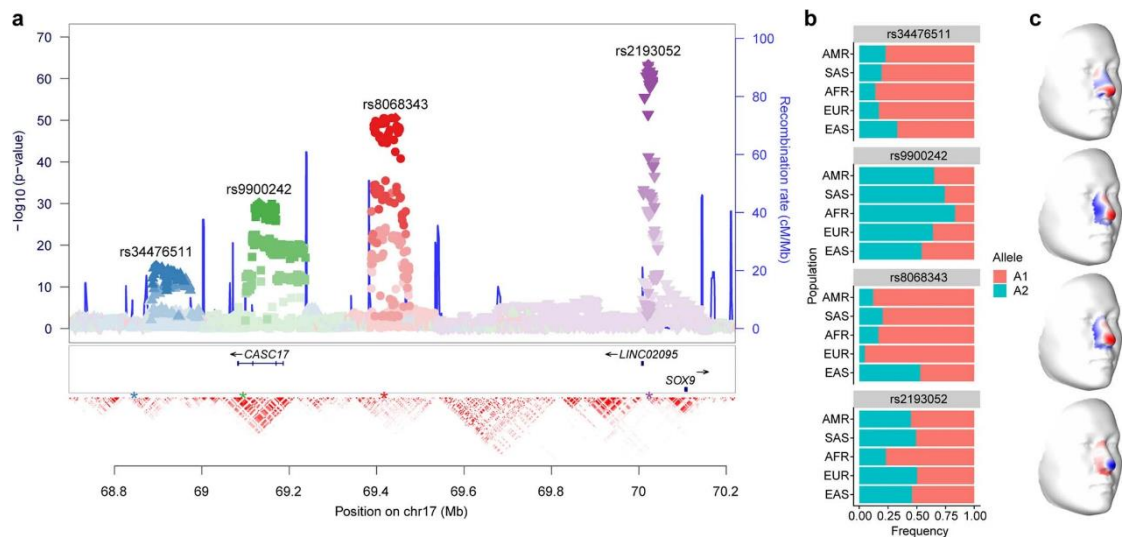 a
70
60
50
40
30
20
10
0
−log10 (p-value)
rs34476511
rs9900242
rs8068343
rs2193052
100
80
60
40
20
0
Recombination rate (cM/Mb)
CASC17
LINC02095
SOX9
* * * *
68.8 69 69.2 69.4 69.6 69.8 70 70.2
Position on chr17 (Mb)
b
Population
rs34476511
AMR
SAS
AFR
EUR
EAS
rs9900242
AMR
SAS
AFR
EUR
EAS
rs8068343
AMR
SAS
AFR
EUR
EAS
rs2193052
AMR
SAS
AFR
EUR
EAS
0.00 0.25 0.50 0.75 1.00
Frequency
Allele
A1
A2
c